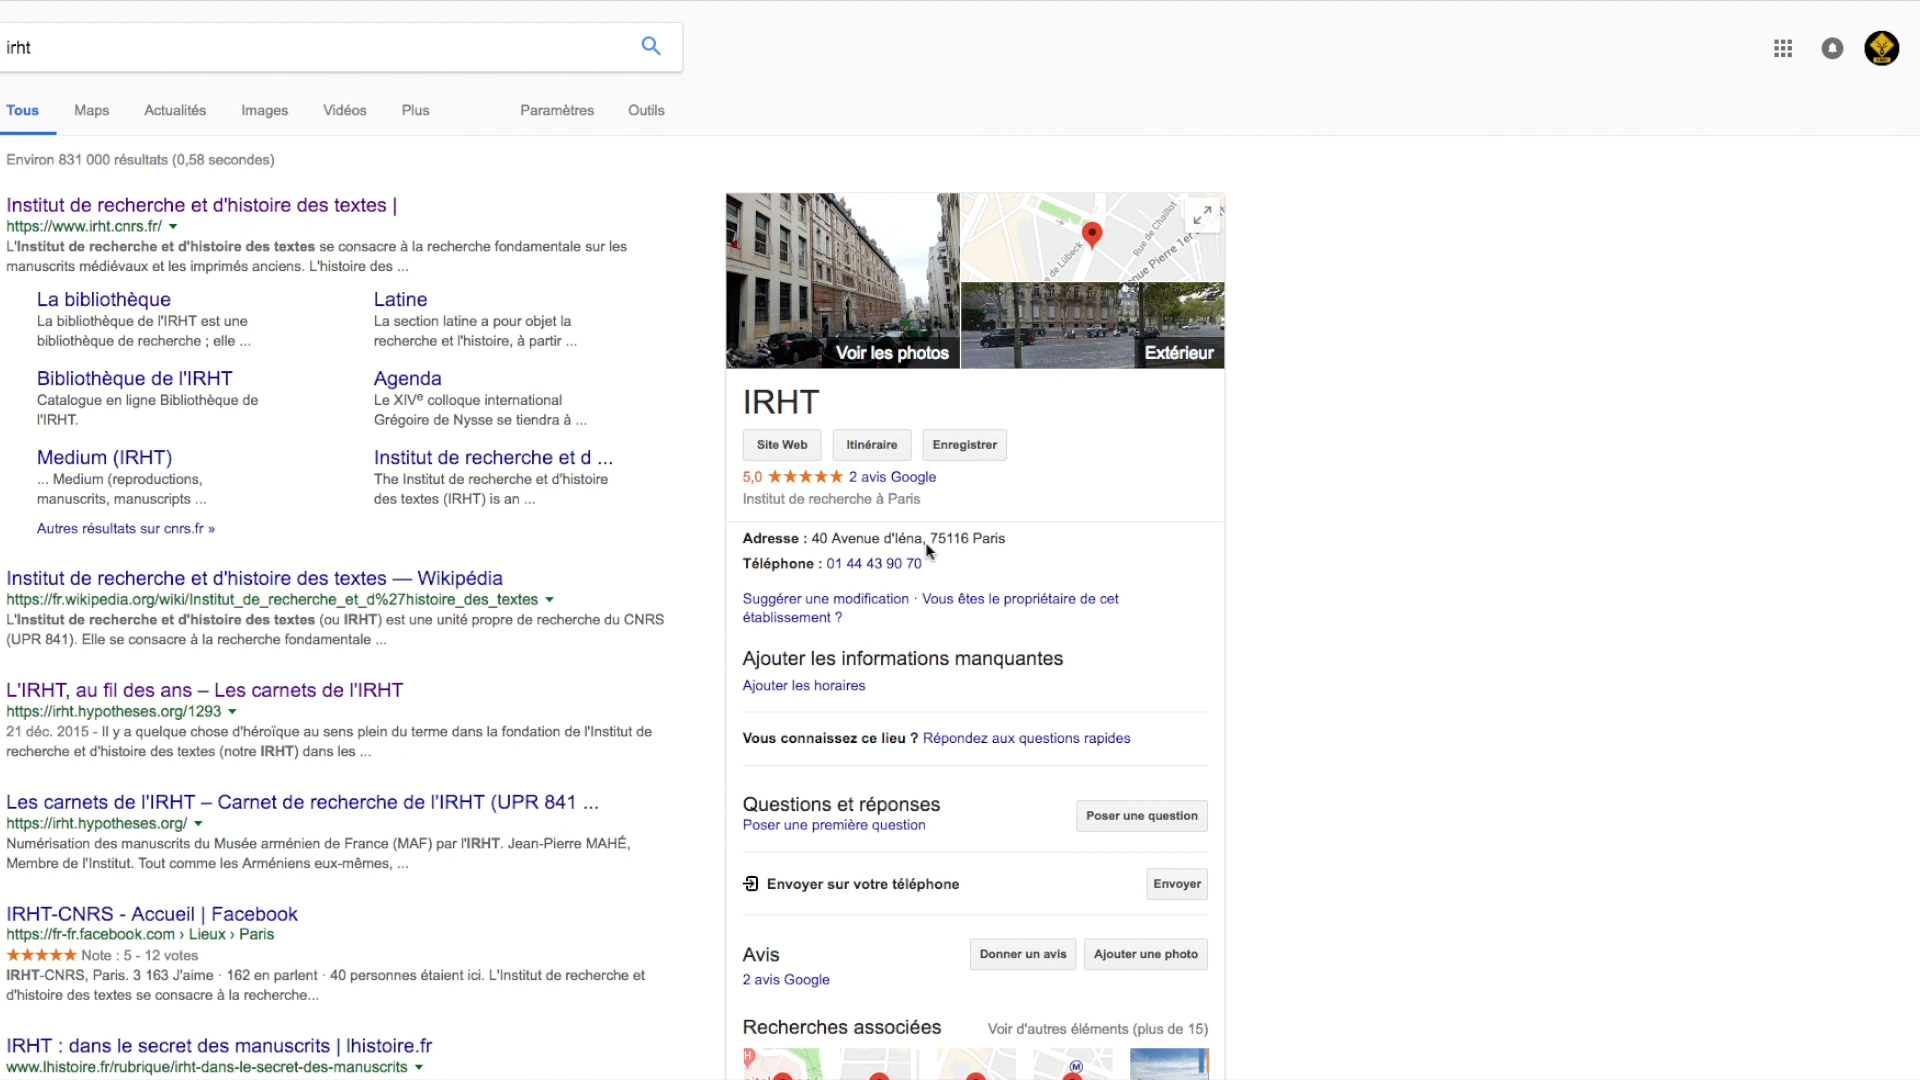 irht
Tous Maps Actualités Images Vidéos Plus Paramètres Outils
Environ 831 000 résultats (0,58 secondes)
Institut de recherche et d'histoire des textes |
https://www.irht.cnrs.fr/
L'Institut de recherche et d'histoire des textes se consacre à la recherche fondamentale sur les
manuscrits médiévaux et les imprimés anciens. L'histoire des ...
La bibliothèque
La bibliothèque de l'IRHT est une
bibliothèque de recherche ; elle ...
Latine
La section latine a pour objet la
recherche et l'histoire, à partir ...
Bibliothèque de l'IRHT
Catalogue en ligne Bibliothèque de
l'IRHT.
Agenda
Le XIVe colloque international
Grégoire de Nysse se tiendra à ...
Medium (IRHT)
... Medium (reproductions,
manuscrits, manuscripts ...
Institut de recherche et d ...
The Institut de recherche et d'histoire
des textes (IRHT) is an ...
Autres résultats sur cnrs.fr »
Institut de recherche et d'histoire des textes — Wikipédia
https://fr.wikipedia.org/wiki/Institut_de_recherche_et_d%27histoire_des_textes
L'Institut de recherche et d'histoire des textes (ou IRHT) est une unité propre de recherche du CNRS
(UPR 841). Elle se consacre à la recherche fondamentale ...
L'IRHT, au fil des ans – Les carnets de l'IRHT
https://irht.hypotheses.org/1293
21 déc. 2015 - Il y a quelque chose d'héroïque au sens plein du terme dans la fondation de l'Institut de
recherche et d'histoire des textes (notre IRHT) dans les ...
Les carnets de l'IRHT – Carnet de recherche de l'IRHT (UPR 841 ...
https://irht.hypotheses.org/
Numérisation des manuscrits du Musée arménien de France (MAF) par l'IRHT. Jean-Pierre MAHÉ,
Membre de l'Institut. Tout comme les Arméniens eux-mêmes, ...
IRHT-CNRS - Accueil | Facebook
https://fr-fr.facebook.com › Lieux › Paris
Note : 5 - 12 votes
IRHT-CNRS, Paris. 3 163 J'aime · 162 en parlent · 40 personnes étaient ici. L'Institut de recherche et
d'histoire des textes se consacre à la recherche...
IRHT : dans le secret des manuscrits | lhistoire.fr
www.lhistoire.fr/rubrique/irht-dans-le-secret-des-manuscrits
Rue de Chaillot
de Lübeck
Voir les photos
Extérieur
IRHT
Site Web Itinéraire Enregistrer
5,0 2 avis Google
Institut de recherche à Paris
Adresse : 40 Avenue d'Iéna, 75116 Paris
Téléphone : 01 44 43 90 70
Suggérer une modification · Vous êtes le propriétaire de cet
établissement ?
Ajouter les informations manquantes
Ajouter les horaires
Vous connaissez ce lieu ? Répondez aux questions rapides
Questions et réponses
Poser une première question
Poser une question
Envoyer sur votre téléphone
Envoyer
Avis
2 avis Google
Donner un avis Ajouter une photo
Recherches associées Voir d'autres éléments (plus de 15)
H
M